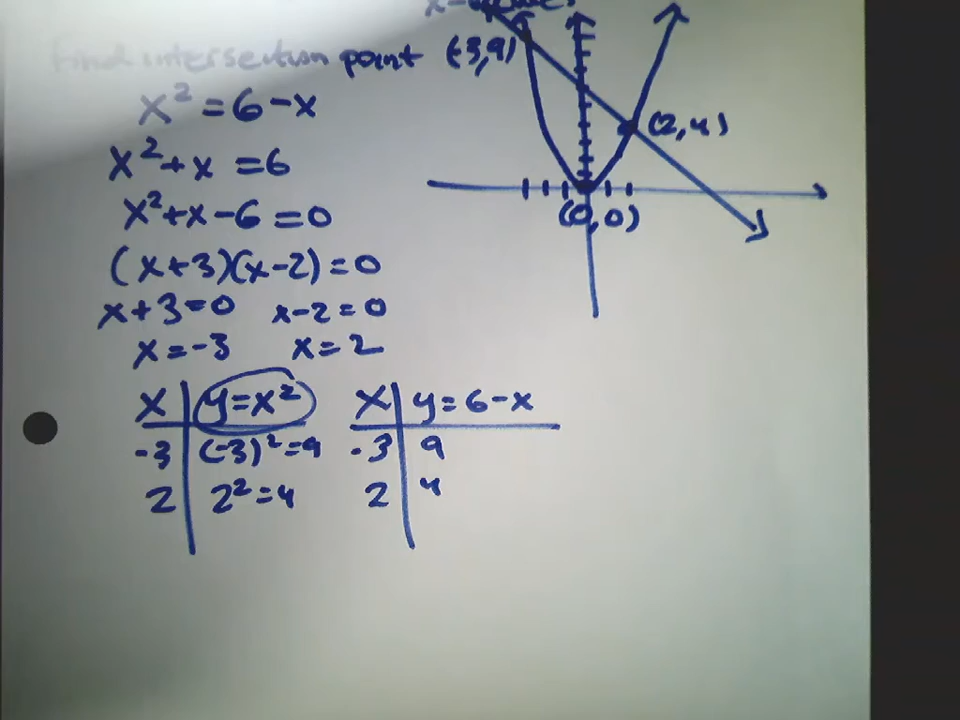 Find intersection point (-3,9)
x² = 6 - x
(2,4)
x² + x = 6
x² + x - 6 = 0
(0,0)
(x+3)(x-2) = 0
x+3=0 x-2=0
x=-3 x=2
x y=x² x y=6-x
-3 (-3)²=9 -3 9
2 2²=4 2 4